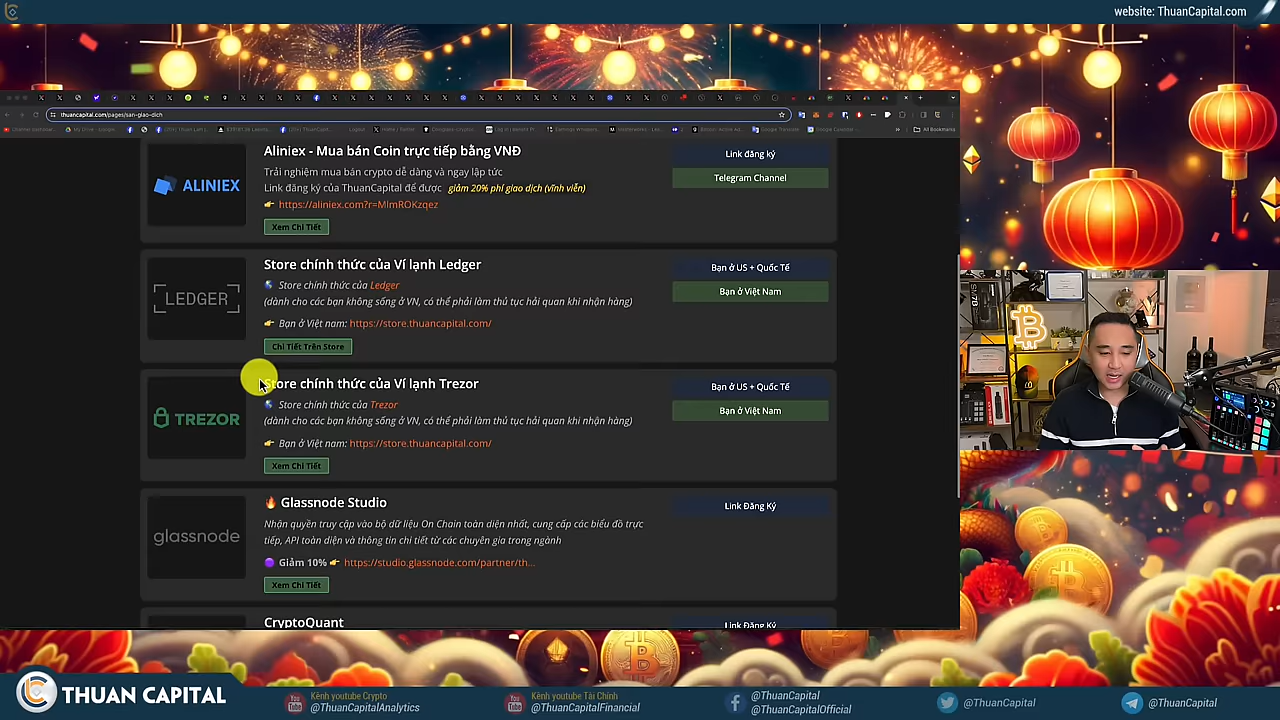 website: ThuanCapital.com
thuancapital.com/pages/san-giao-dich
All Bookmarks
Aliniex - Mua bán Coin trực tiếp bằng VNĐ
Trải nghiệm mua bán crypto dễ dàng và ngay lập tức
Link đăng ký của ThuanCapital để được giảm 20% phí giao dịch (vĩnh viễn)
👉 https://aliniex.com?r=MlmROKzqez
Xem Chi Tiết
Link đăng ký
Telegram Channel
ALINIEX
Store chính thức của Ví lạnh Ledger
Store chính thức của Ledger
(dành cho các bạn không sống ở VN, có thể phải làm thủ tục hải quan khi nhận hàng)
👉 Bạn ở Việt nam: https://store.thuancapital.com/
Chi Tiết Trên Store
Bạn ở US + Quốc Tế
Bạn ở Việt Nam
LEDGER
Store chính thức của Ví lạnh Trezor
Store chính thức của Trezor
(dành cho các bạn không sống ở VN, có thể phải làm thủ tục hải quan khi nhận hàng)
👉 Bạn ở Việt nam: https://store.thuancapital.com/
Xem Chi Tiết
Bạn ở US + Quốc Tế
Bạn ở Việt Nam
TREZOR
🔥 Glassnode Studio
Nhận quyền truy cập vào bộ dữ liệu On Chain toàn diện nhất, cung cấp các biểu đồ trực
tiếp, API toàn diện và thông tin chi tiết từ các chuyên gia trong ngành
🟣 Giảm 10% 👉 https://studio.glassnode.com/partner/th...
Xem Chi Tiết
Link Đăng Ký
glassnode
CryptoQuant
Link Đăng Ký
THUAN CAPITAL
Kênh youtube Crypto
@ThuanCapitalAnalytics
Kênh youtube Tài Chính
@ThuanCapitalFinancial
@ThuanCapital
@ThuanCapitalOfficial
@ThuanCapital
@ThuanCapital